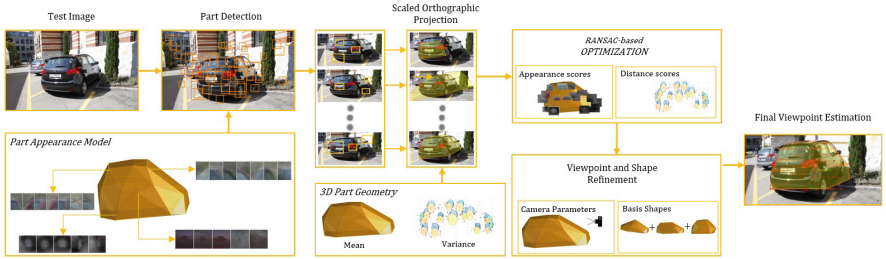 Test Image
Part Detection
Scaled Orthographic
Projection
RANSAC-based
OPTIMIZATION
Appearance scores
Distance scores
Final Viewpoint Estimation
Part Appearance Model
Viewpoint and Shape
Refinement
3D Part Geometry
Camera Parameters
Basis Shapes
+
+
Mean
Variance